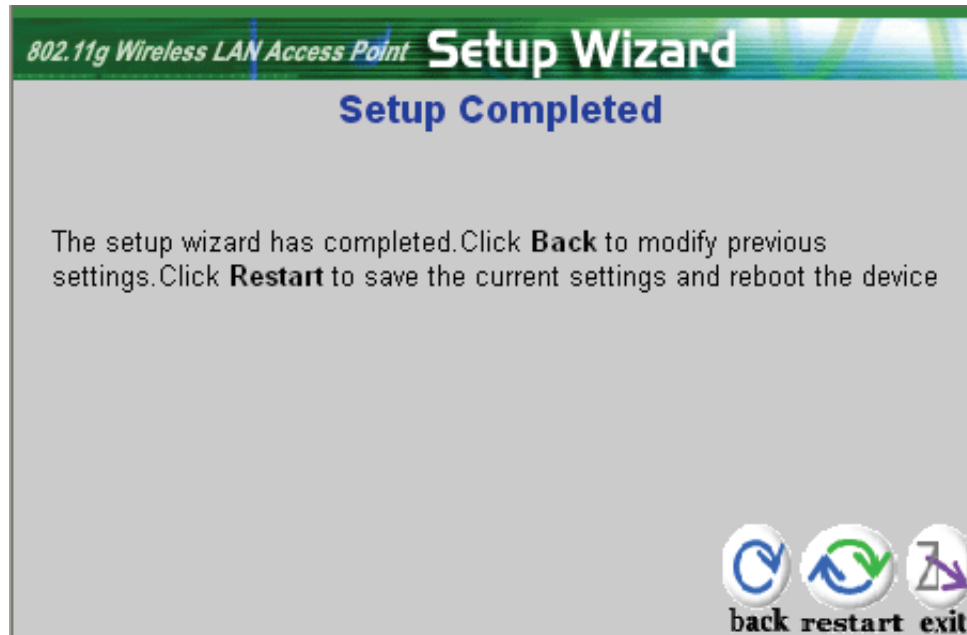 802.11g Wireless LAN Access Point Setup Wizard
Setup Completed
The setup wizard has completed.Click Back to modify previous
settings.Click Restart to save the current settings and reboot the device
back restart exit